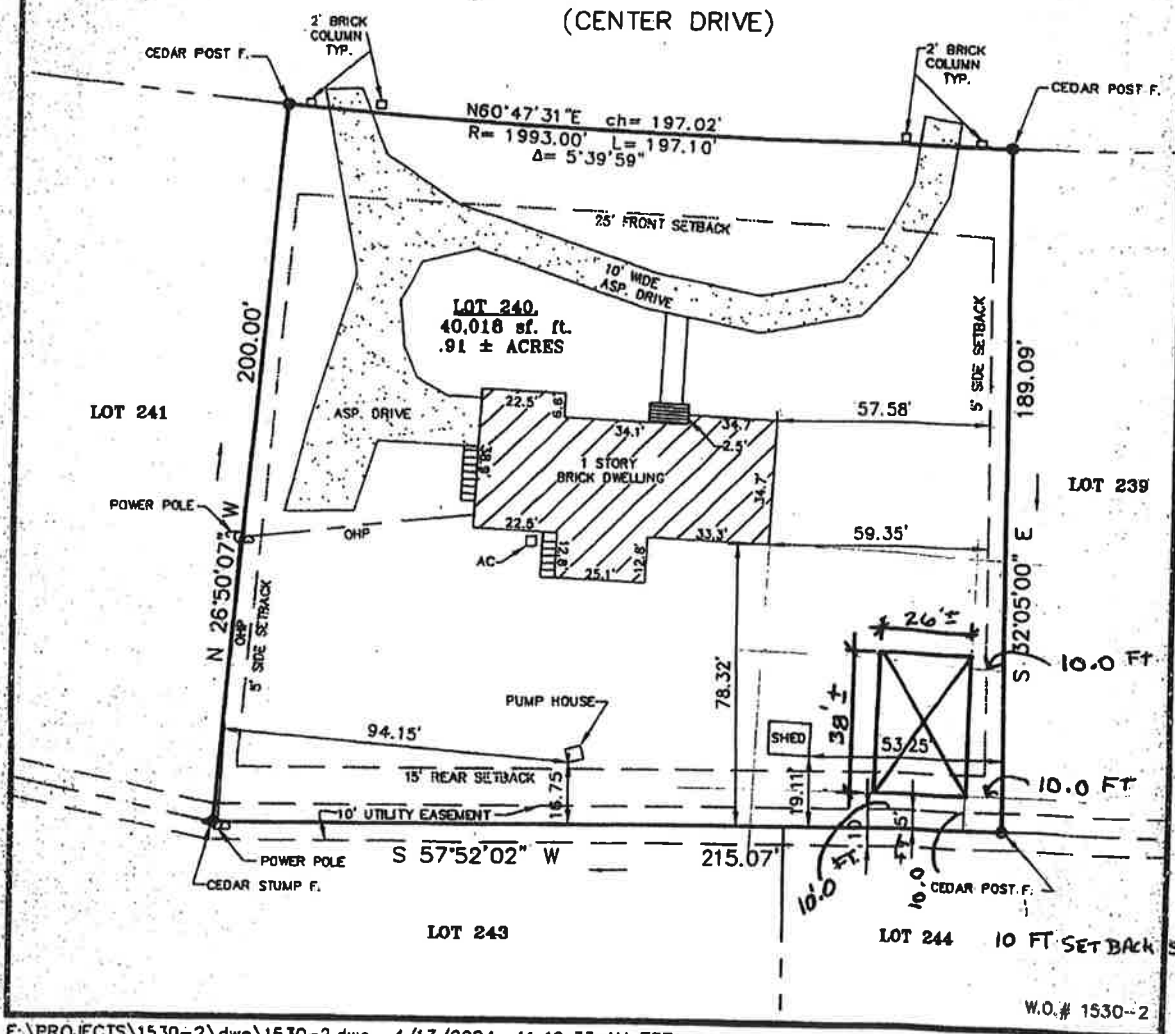 (CENTER DRIVE)
2' BRICK
COLUMN
TYP.
CEDAR POST F.
2' BRICK
COLUMN
TYP.
CEDAR POST F.
N60°47'31"E ch= 197.02'
R= 1993.00' L= 197.10'
Δ= 5°39'59"
25' FRONT SETBACK
10' WIDE
ASP. DRIVE
LOT 240
40,018 sf. ft.
.91 ± ACRES
200.00'
5' SIDE SETBACK
189.09'
LOT 241
ASP. DRIVE
22.5'
6.6'
34.1'
34.7'
2.5'
57.58'
38.9'
1 STORY
BRICK DWELLING
34.7'
LOT 239
POWER POLE
OHP
22.5'
33.3'
59.35'
AC
12.8'
25.1'
12.8'
N 26°50'07" W
OHP
5' SIDE SETBACK
S 32°05'00" E
26'±
10.0 FT
38'±
78.32'
PUMP HOUSE
94.15'
SHED
53.25'
15' REAR SETBACK
16.75'
19.11'
10.0 FT
10' UTILITY EASEMENT
POWER POLE
S 57°52'02" W
215.07'
CEDAR STUMP F.
10.0
10.0
CEDAR POST F.
LOT 243
LOT 244
10 FT SET BACK S
W.O.# 1530-2